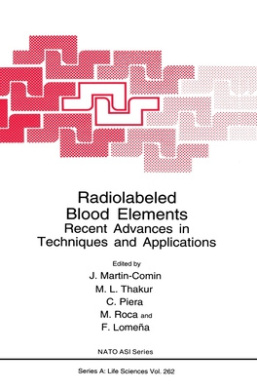 Radiolabeled
Blood Elements
Recent Advances in
Techniques and Applications
Edited by
J. Martin-Comin
M. L. Thakur
C. Piera
M. Roca and
F. Lomeña
NATO ASI Series
Series A: Life Sciences Vol. 262